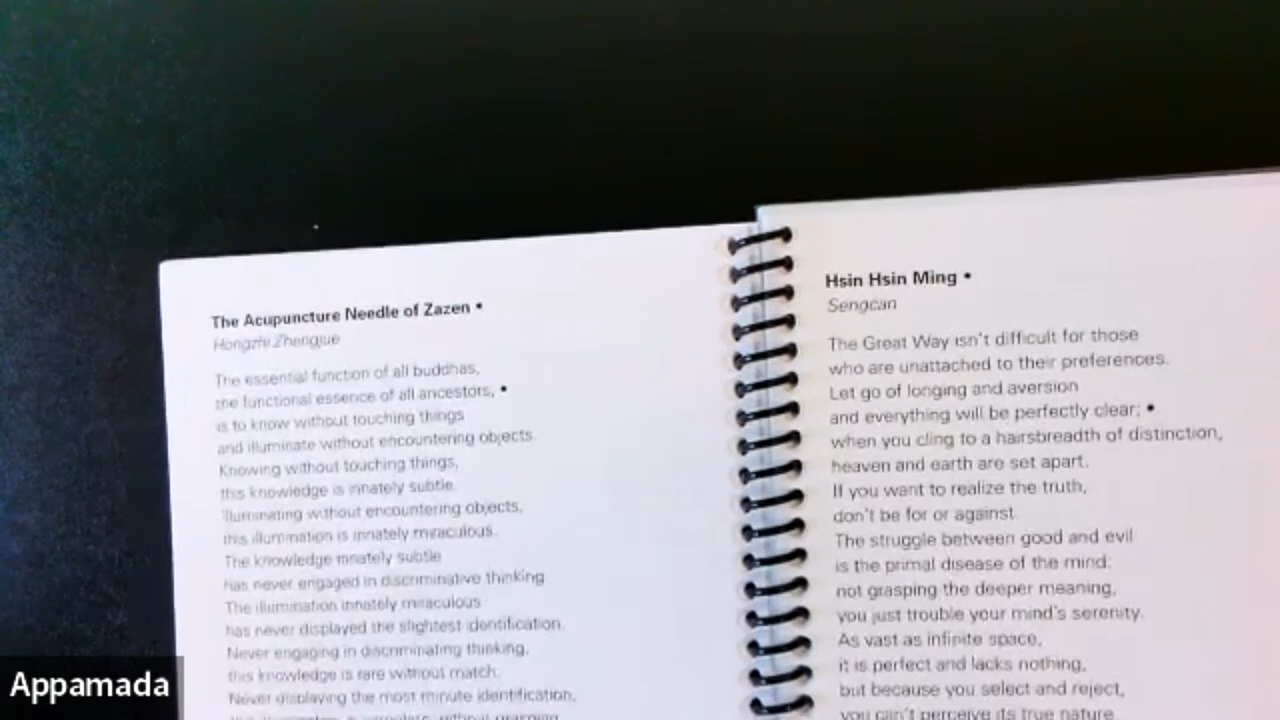 The Acupuncture Needle of Zazen •
Hongzhi Zhengjue
The essential function of all buddhas,
the functional essence of all ancestors, •
is to know without touching things
and illuminate without encountering objects.
Knowing without touching things,
this knowledge is innately subtle.
Illuminating without encountering objects,
this illumination is innately miraculous.
The knowledge innately subtle
has never engaged in discriminative thinking
The illumination innately miraculous
has never displayed the slightest identification.
Never engaging in discriminating thinking,
this knowledge is rare without match.
Never displaying the most minute identification,
without grasping
Hsin Hsin Ming •
Sengcan
The Great Way isn't difficult for those
who are unattached to their preferences.
Let go of longing and aversion
and everything will be perfectly clear; •
when you cling to a hairsbreadth of distinction,
heaven and earth are set apart.
If you want to realize the truth,
don't be for or against.
The struggle between good and evil
is the primal disease of the mind:
not grasping the deeper meaning,
you just trouble your mind's serenity.
As vast as infinite space,
it is perfect and lacks nothing,
but because you select and reject,
you can't perceive its true nature
Appamada